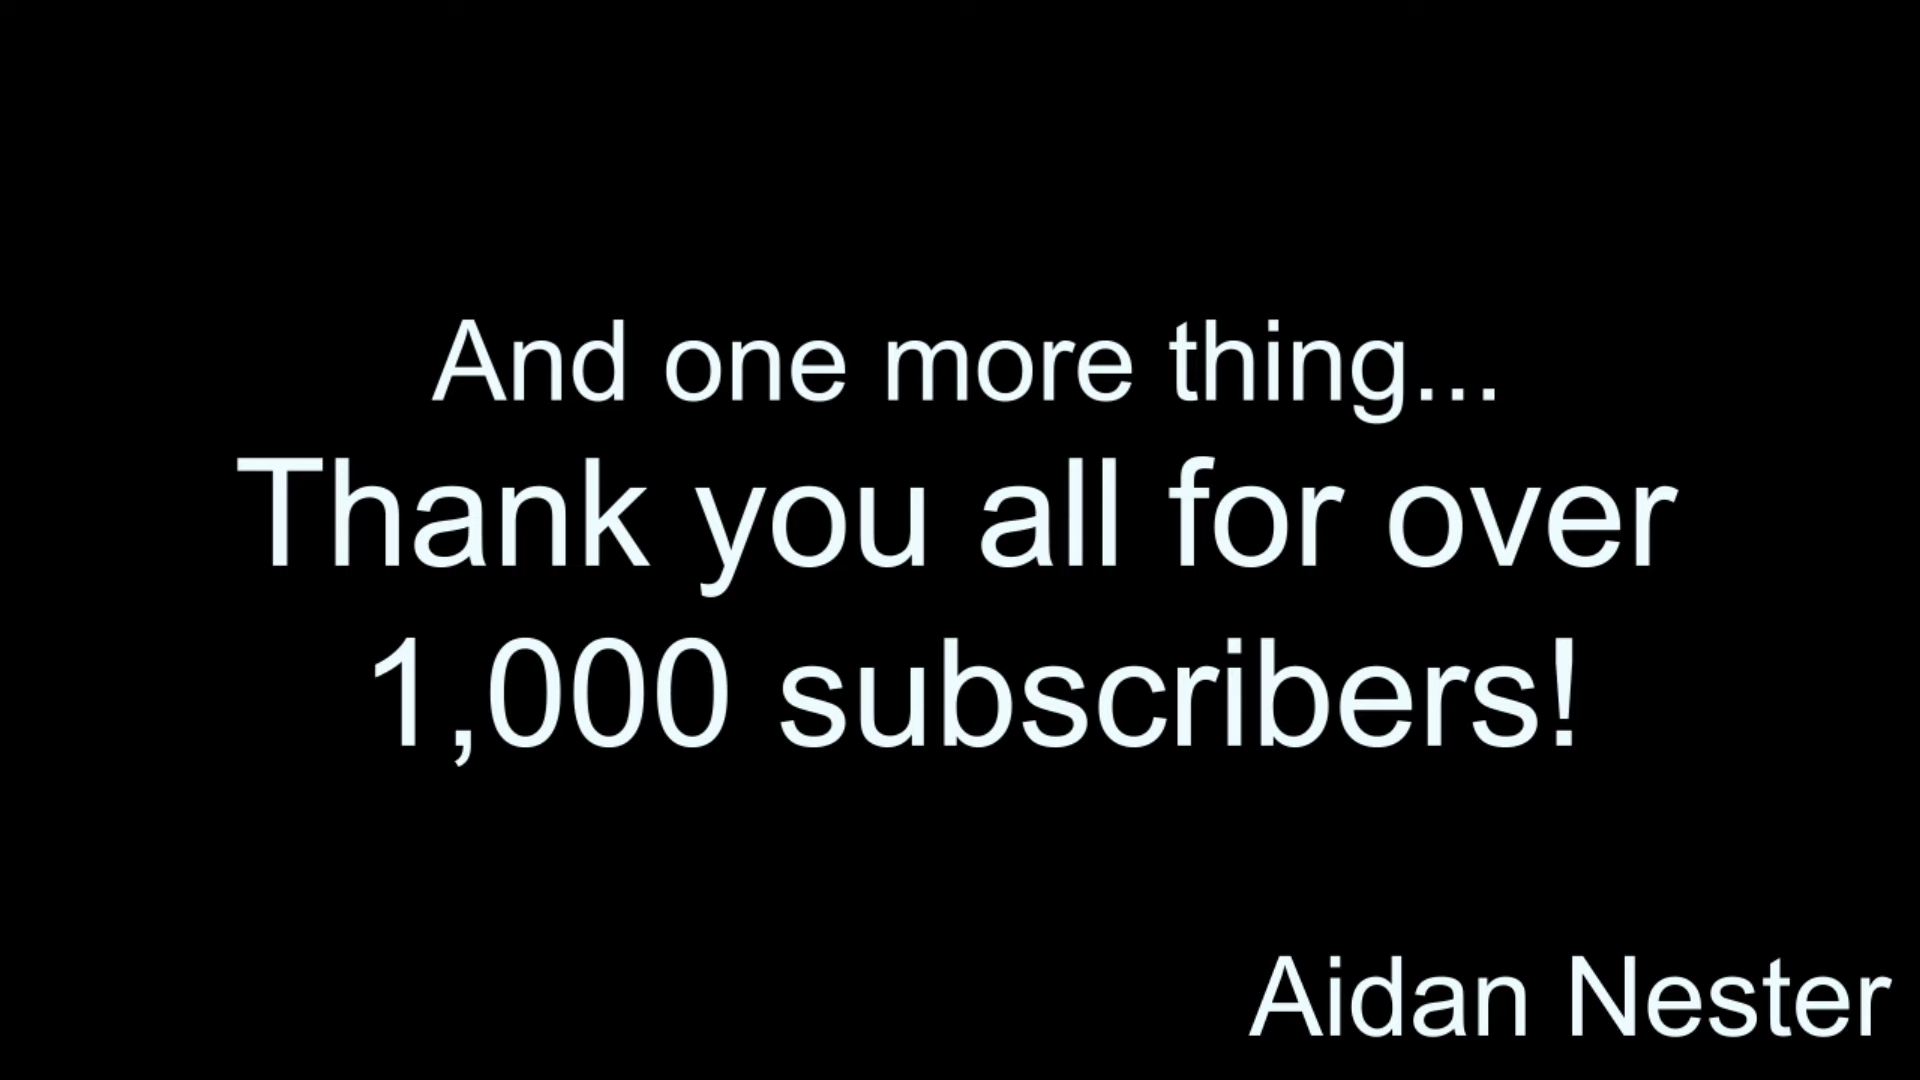 And one more thing...
Thank you all for over
1,000 subscribers!
Aidan Nester